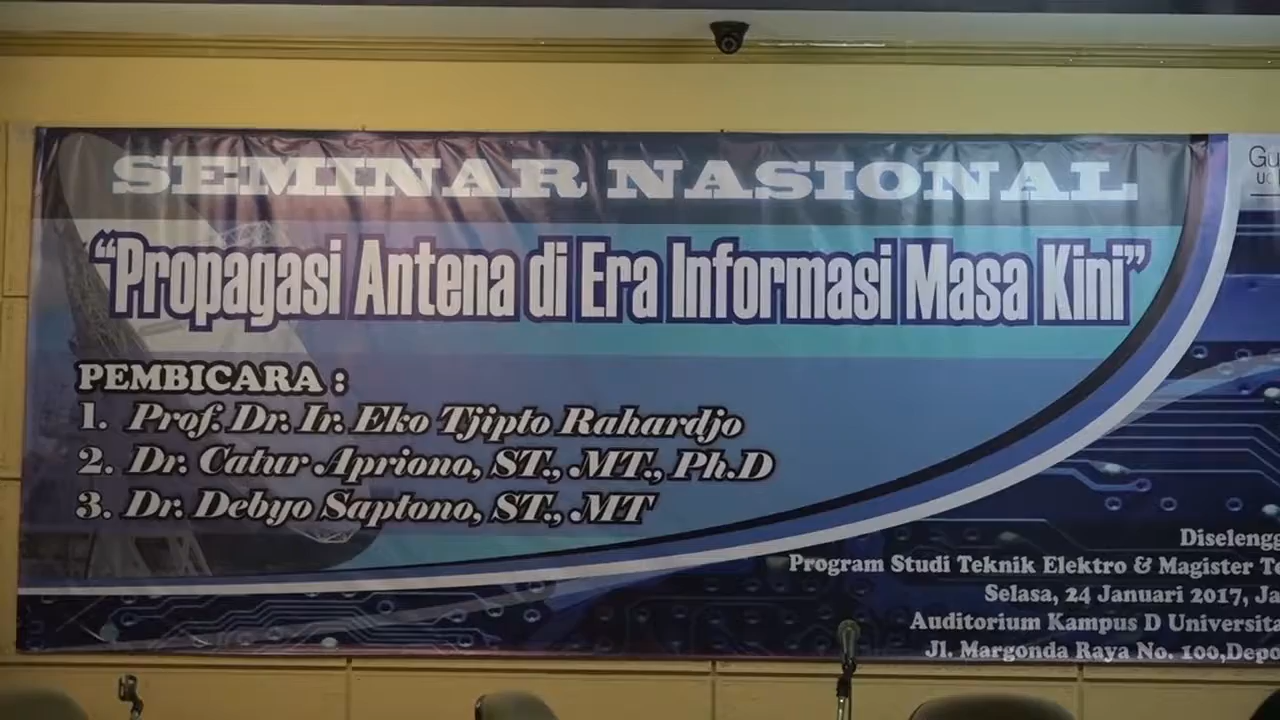 SEMINAR NASIONAL
“Propagasi Antena di Era Informasi Masa Kini”
PEMBICARA :
1. Prof. Dr. Ir. Eko Tjipto Rahardjo
2. Dr. Catur Apriono, ST., MT., Ph.D
3. Dr. Debyo Saptono, ST., MT
Program Studi Teknik Elektro & Magister
Selasa, 24 Januari 2017,
Auditorium Kampus D
Jl. Margonda Raya No. 100,